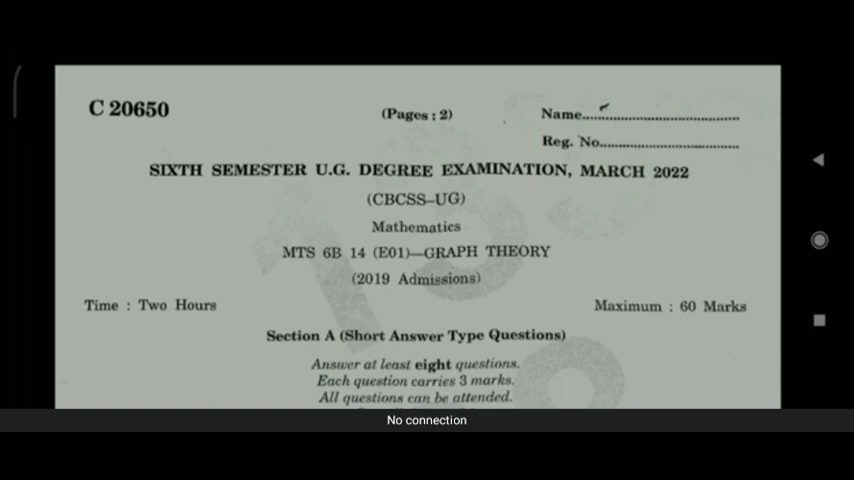 C 20650
(Pages : 2)
Name
Reg. No.
SIXTH SEMESTER U.G. DEGREE EXAMINATION, MARCH 2022
(CBCSS–UG)
Mathematics
MTS 6B 14 (E01)—GRAPH THEORY
(2019 Admissions)
Time : Two Hours
Maximum : 60 Marks
Section A (Short Answer Type Questions)
Answer at least eight questions.
Each question carries 3 marks.
All questions can be attended.
No connection